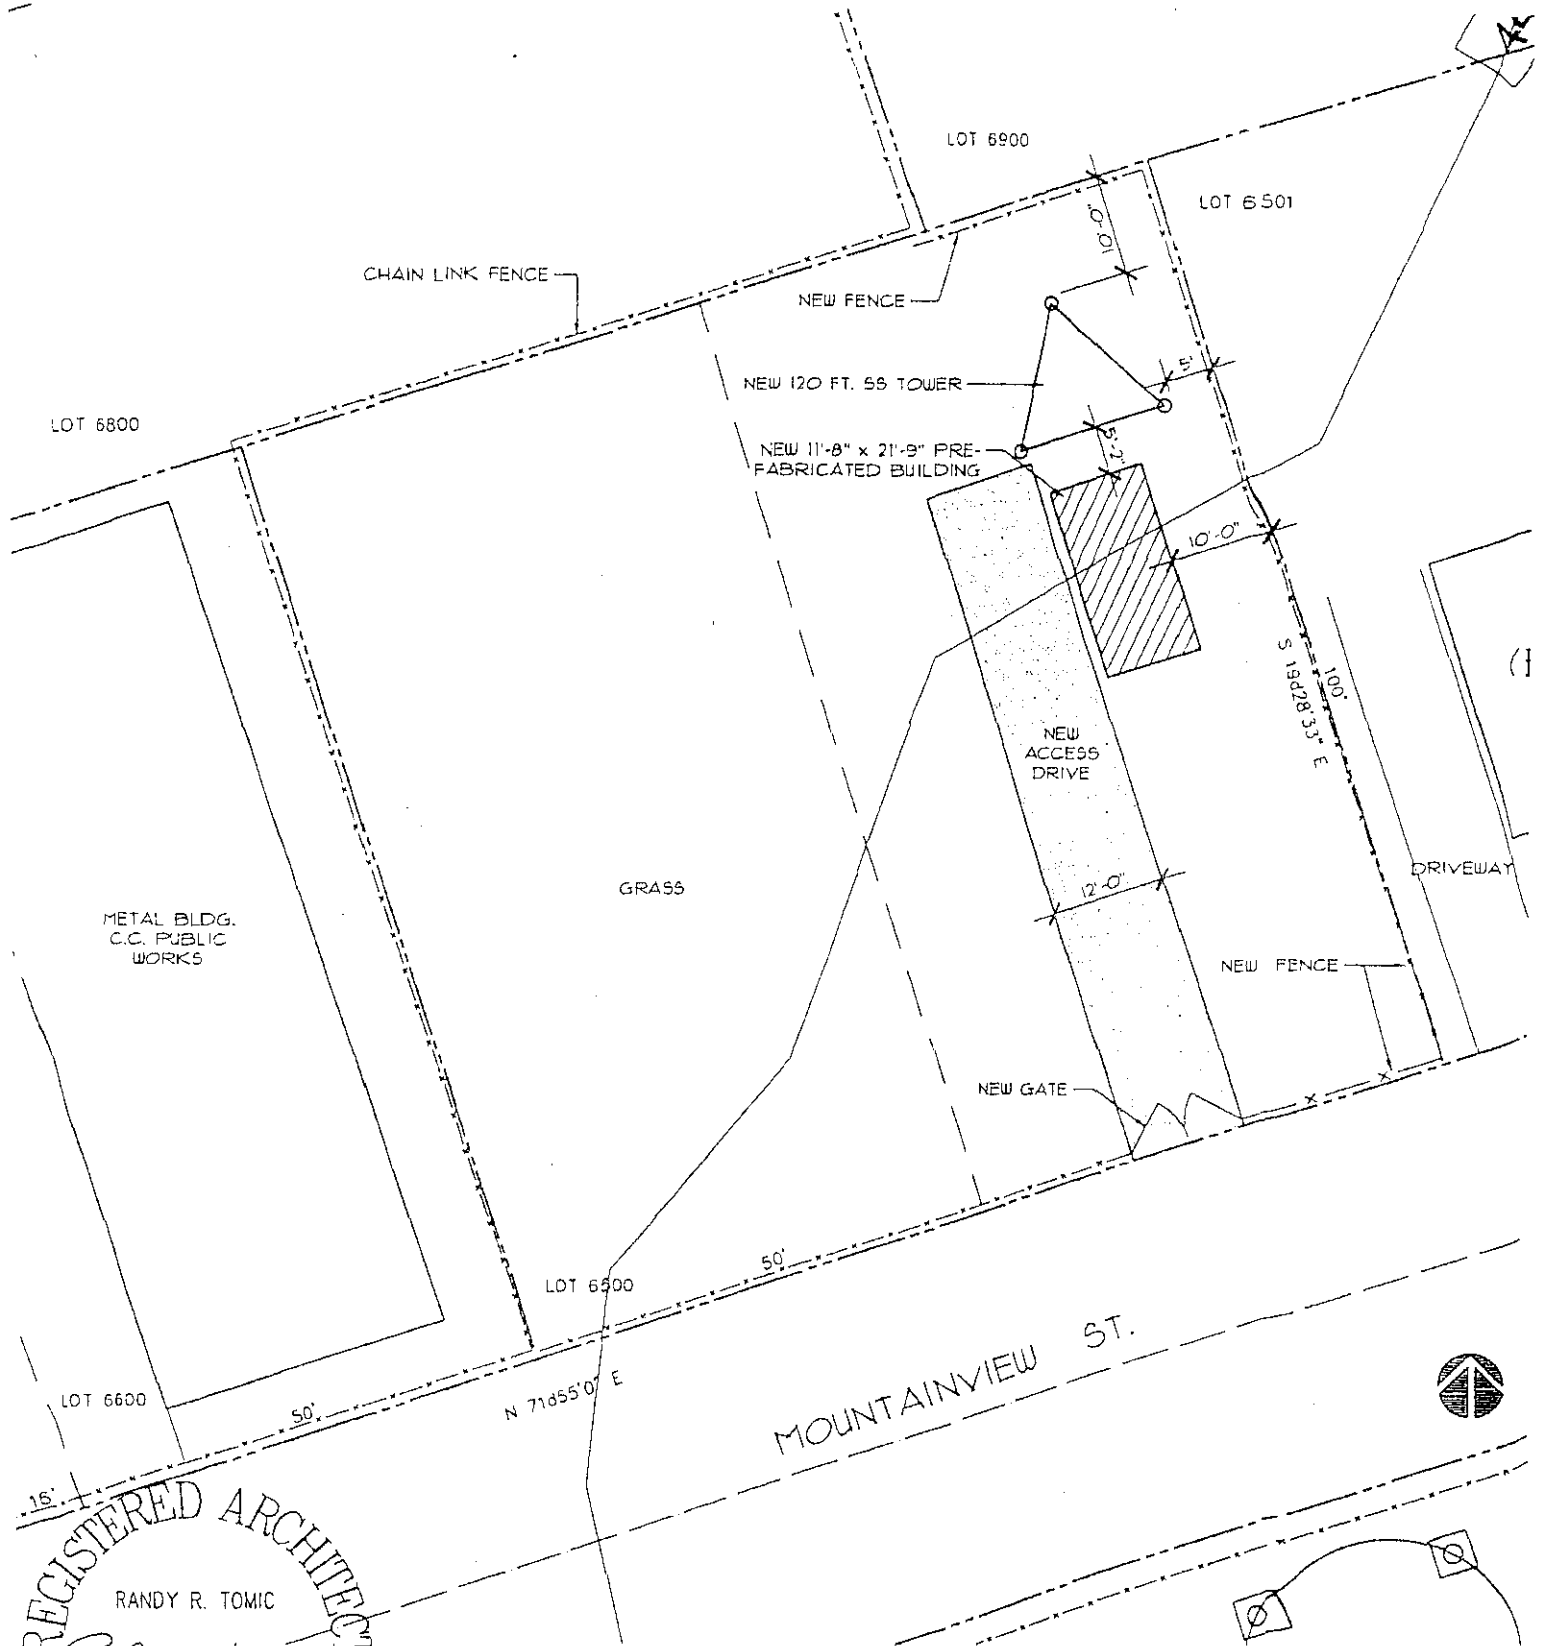 LOT 6900
LOT 6501
10'-0"
CHAIN LINK FENCE
NEW FENCE
5'
NEW 120 FT. SS TOWER
LOT 6800
NEW 11'-8" x 21'-9" PRE-
FABRICATED BUILDING
5'-2"
10'-0"
100'
S 19d28'33" E
NEW
ACCESS
DRIVE
DRIVEWAY
GRASS
12'-0"
METAL BLDG.
C.C. PUBLIC
WORKS
NEW FENCE
NEW GATE
50'
LOT 6500
MOUNTAINVIEW ST.
LOT 6600
50'
N 71d55'0" E
16'
REGISTERED ARCHITECT
RANDY R. TOMIC